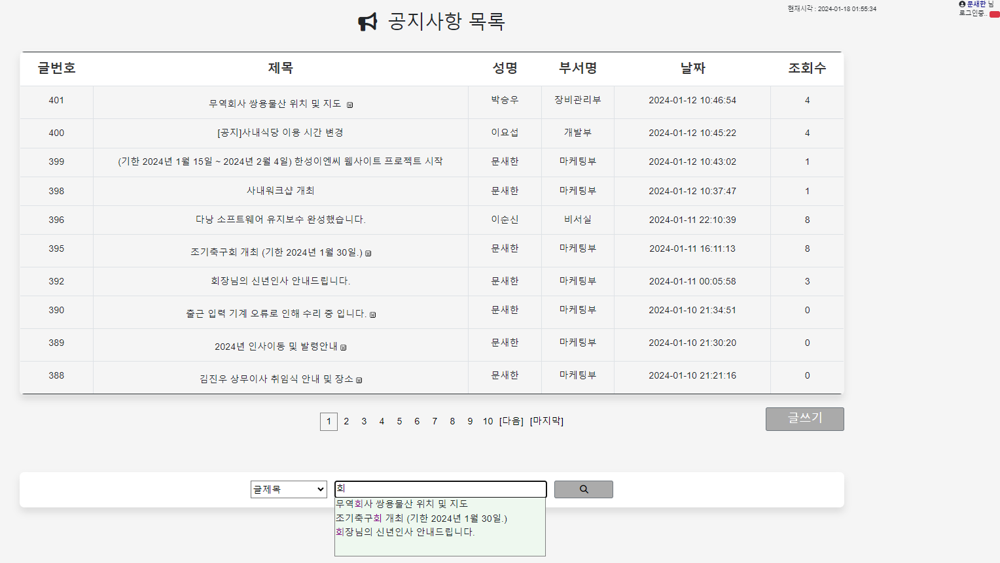 현재시각 : 2024-01-18 01:55:34
문새한 님
로그인중..
공지사항 목록
글번호 제목 성명 부서명 날짜 조회수
401 무역회사 쌍용물산 위치 및 지도 박승우 장비관리부 2024-01-12 10:46:54 4
400 [공지]사내식당 이용 시간 변경 이요섭 개발부 2024-01-12 10:45:22 4
399 (기한 2024년 1월 15일 ~ 2024년 2월 4일) 한성이엔씨 웹사이트 프로젝트 시작 문새한 마케팅부 2024-01-12 10:43:02 1
398 사내워크샵 개최 문새한 마케팅부 2024-01-12 10:37:47 1
396 다낭 소프트웨어 유지보수 완성했습니다. 이순신 비서실 2024-01-11 22:10:39 8
395 조기축구회 개최 (기한 2024년 1월 30일.) 문새한 마케팅부 2024-01-11 16:11:13 8
392 회장님의 신년인사 안내드립니다. 문새한 마케팅부 2024-01-11 00:05:58 3
390 출근 입력 기계 오류로 인해 수리 중 입니다. 문새한 마케팅부 2024-01-10 21:34:51 0
389 2024년 인사이동 및 발령안내 문새한 마케팅부 2024-01-10 21:30:20 0
388 김진우 상무이사 취임식 안내 및 장소 문새한 마케팅부 2024-01-10 21:21:16 0
1 2 3 4 5 6 7 8 9 10 [다음] [마지막]
글쓰기
글제목 회
무역회사 쌍용물산 위치 및 지도
조기축구회 개최 (기한 2024년 1월 30일.)
회장님의 신년인사 안내드립니다.